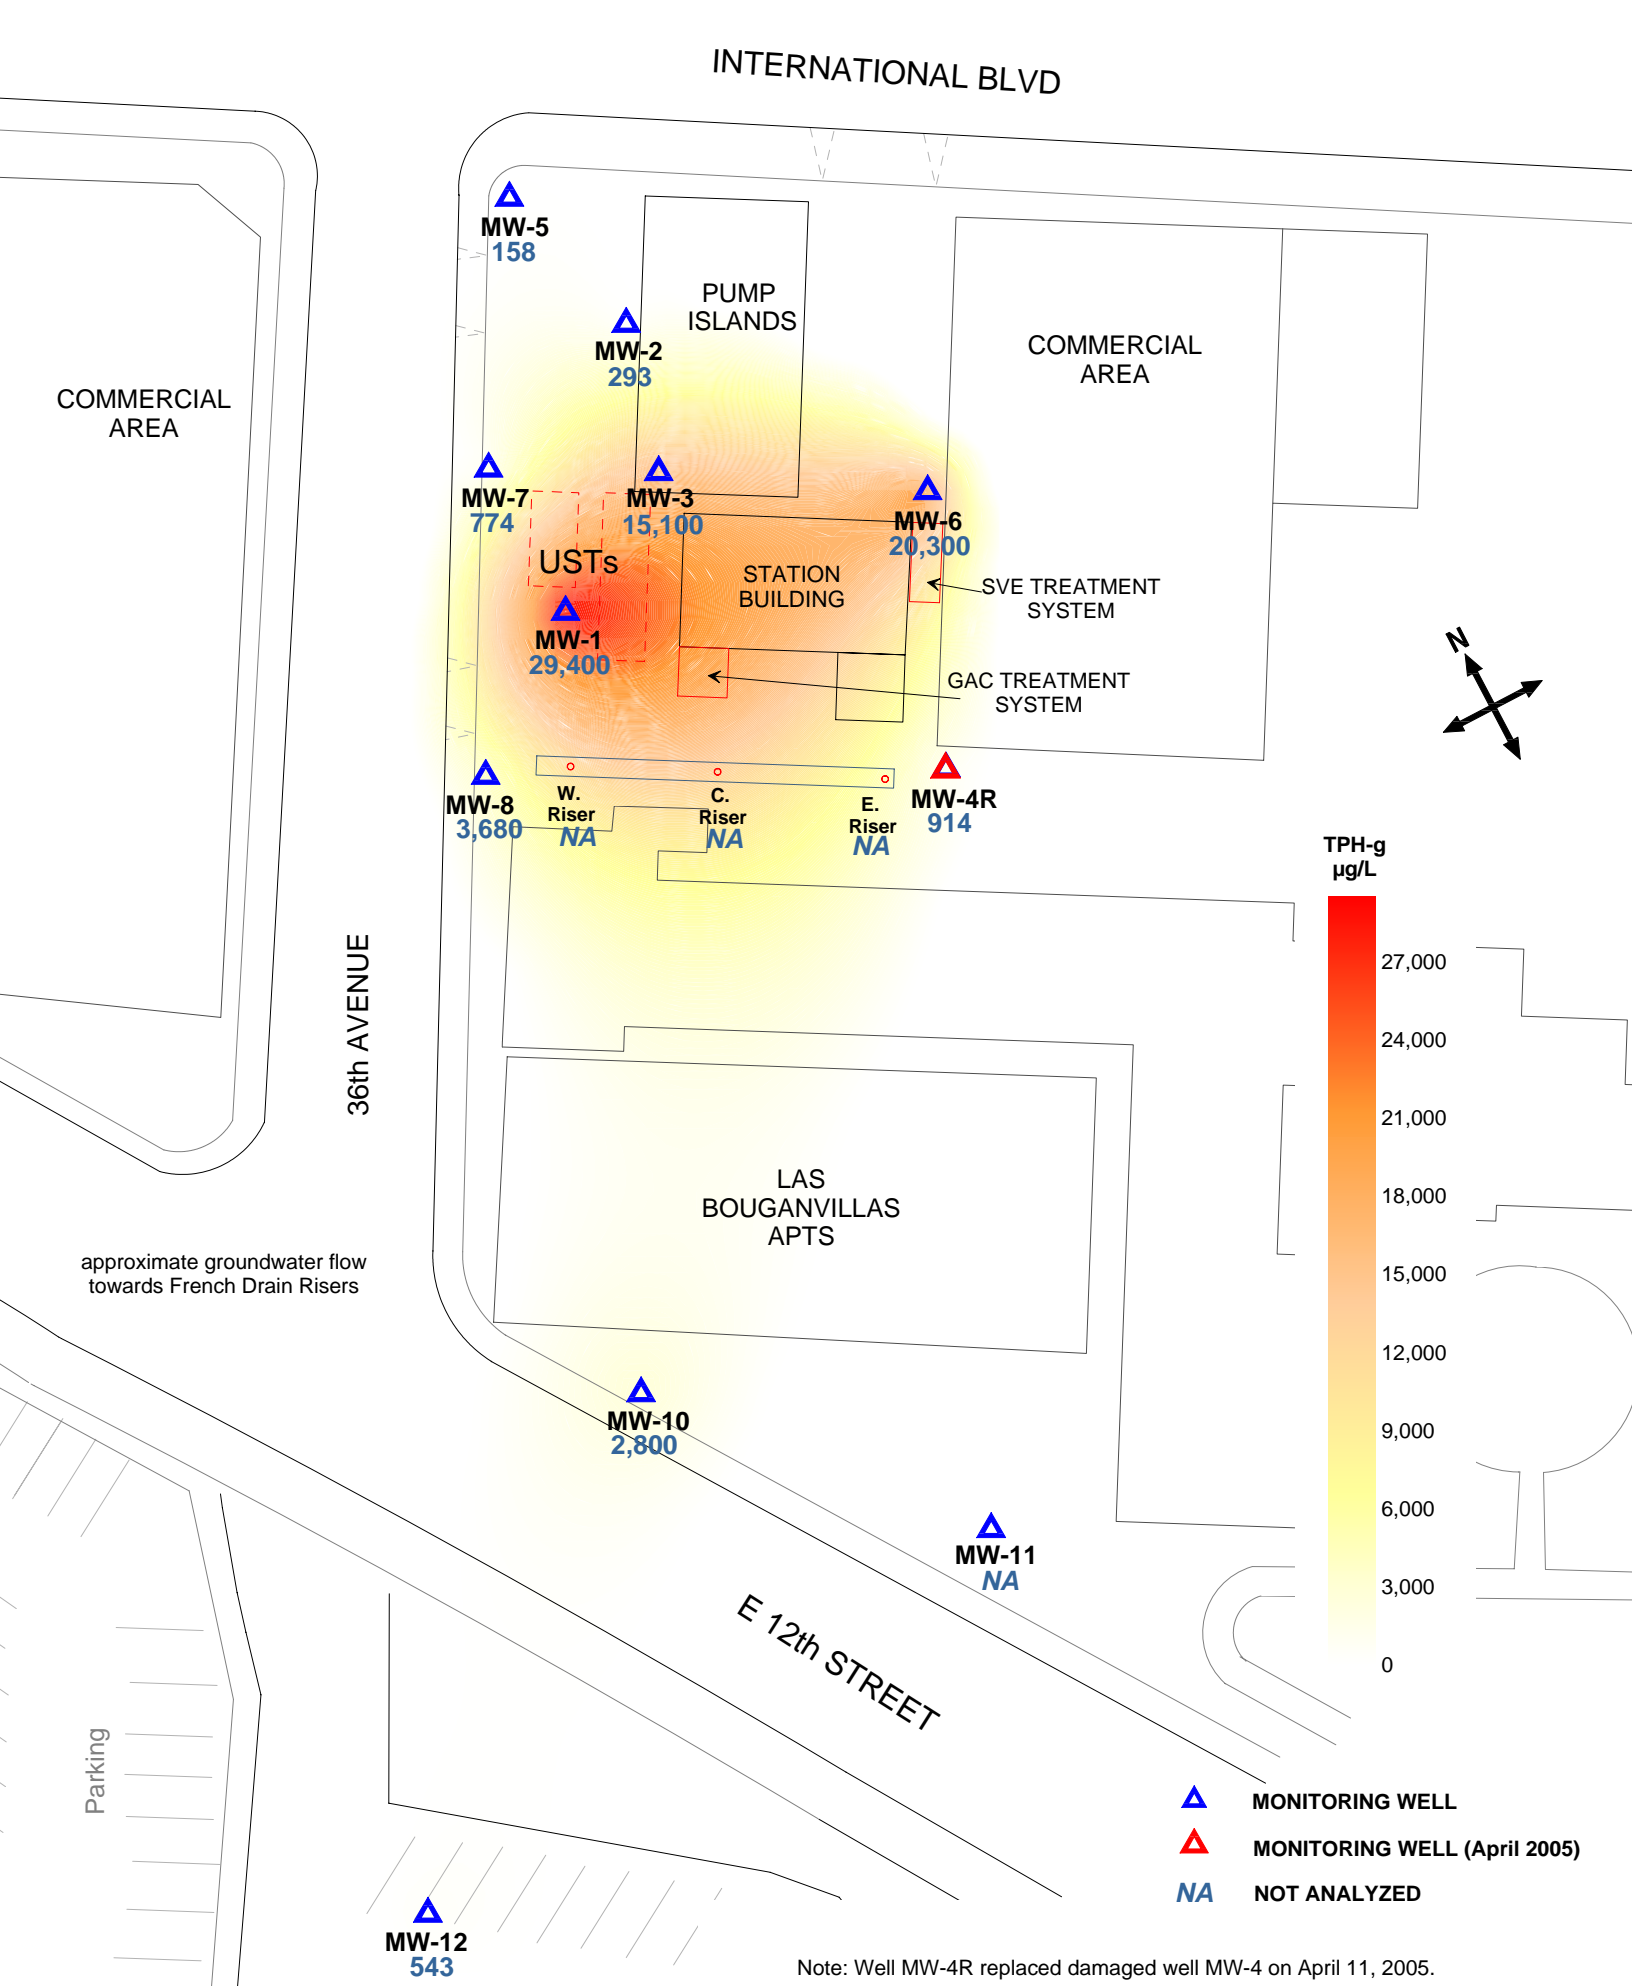 INTERNATIONAL BLVD
MW-5
158
PUMP
ISLANDS
MW-2
293
COMMERCIAL
AREA
COMMERCIAL
AREA
MW-7
774
MW-3
15,100
MW-6
20,300
USTs
STATION
BUILDING
SVE TREATMENT
SYSTEM
MW-1
29,400
GAC TREATMENT
SYSTEM
N
MW-8
3,680
W.
Riser
NA
C.
Riser
NA
E.
Riser
NA
MW-4R
914
TPH-g
µg/L
27,000
24,000
21,000
18,000
15,000
12,000
9,000
6,000
3,000
0
36th AVENUE
LAS
BOUGANVILLAS
APTS
approximate groundwater flow
towards French Drain Risers
MW-10
2,800
MW-11
NA
E 12th STREET
Parking
MW-12
543
MONITORING WELL
MONITORING WELL (April 2005)
NA NOT ANALYZED
Note: Well MW-4R replaced damaged well MW-4 on April 11, 2005.